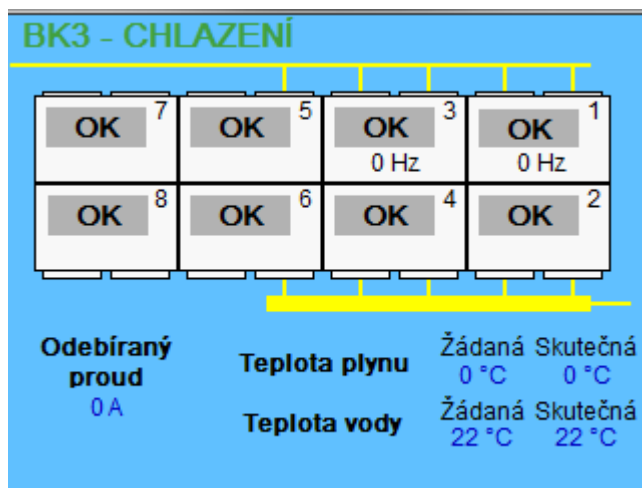 BK3 - CHLAZENÍ
OK 7 OK 5 OK 3 OK 1
0 Hz 0 Hz
OK 8 OK 6 OK 4 OK 2
Odebíraný
proud
0 A
Teplota plynu
Žádaná Skutečná
0 °C 0 °C
Teplota vody
Žádaná Skutečná
22 °C 22 °C